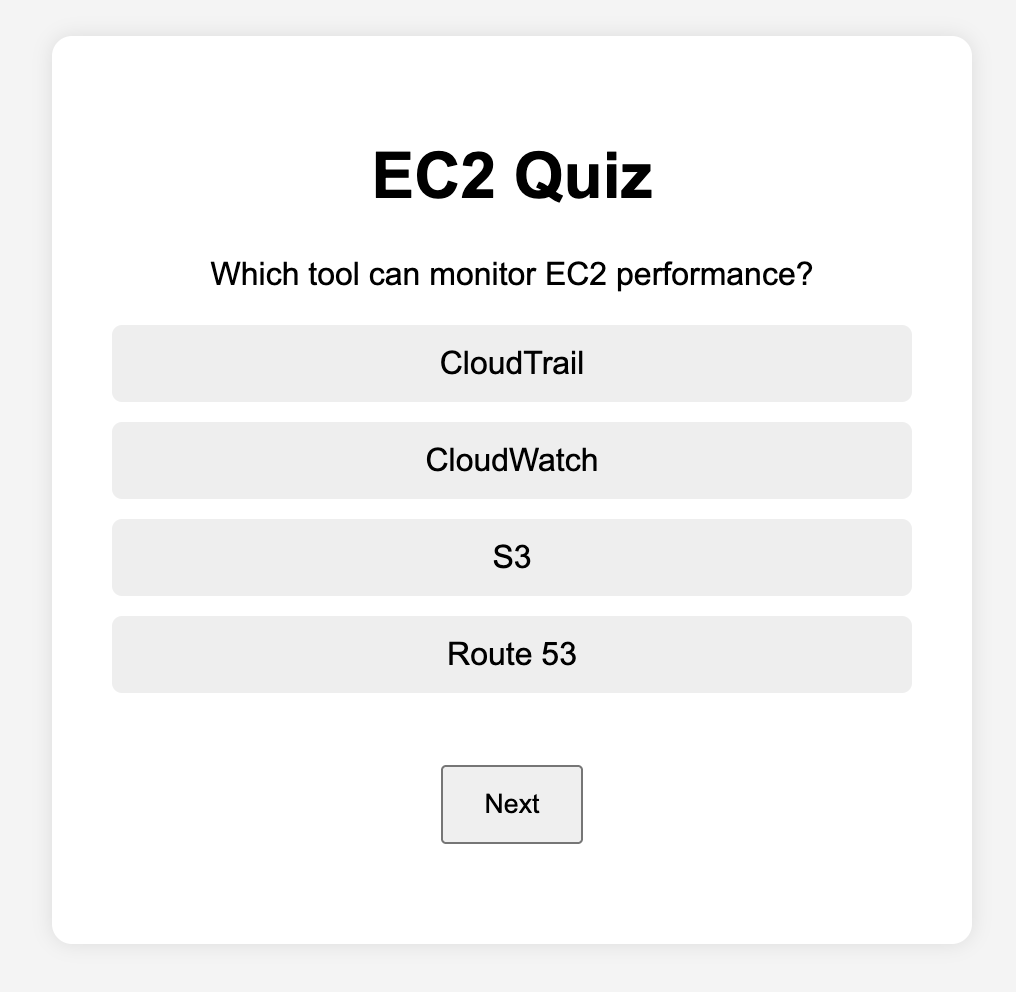 EC2 Quiz
Which tool can monitor EC2 performance?
CloudTrail
CloudWatch
S3
Route 53
Next